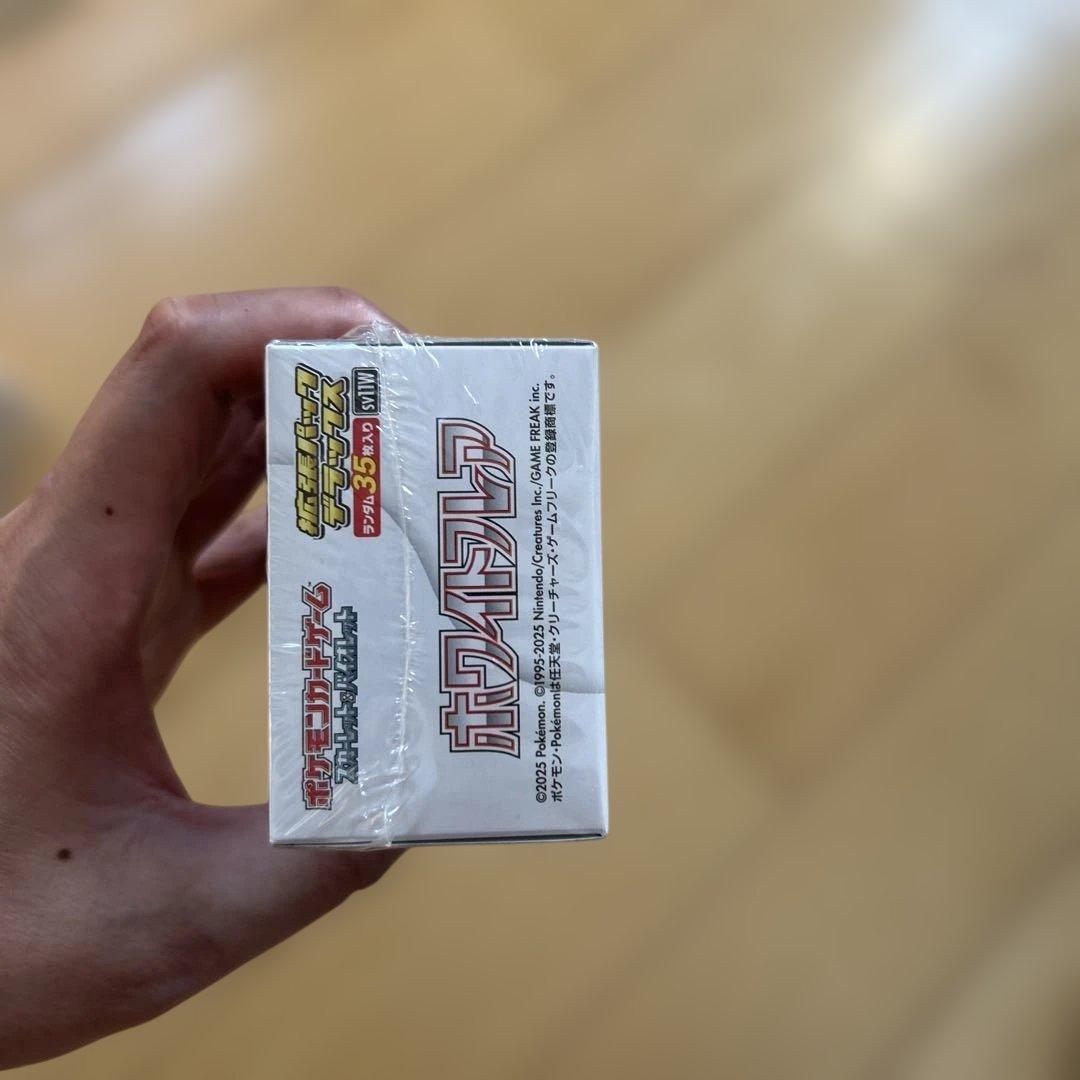 ポケモンカードゲーム™
スカーレット&バイオレット
拡張パック
デラックス
ランダム35枚入り
SV11W
ホワイトフレア
©2025 Pokémon. ©1995-2025 Nintendo/Creatures Inc./GAME FREAK inc.
ポケモン・Pokémonは任天堂・クリーチャーズ・ゲームフリークの登録商標です。